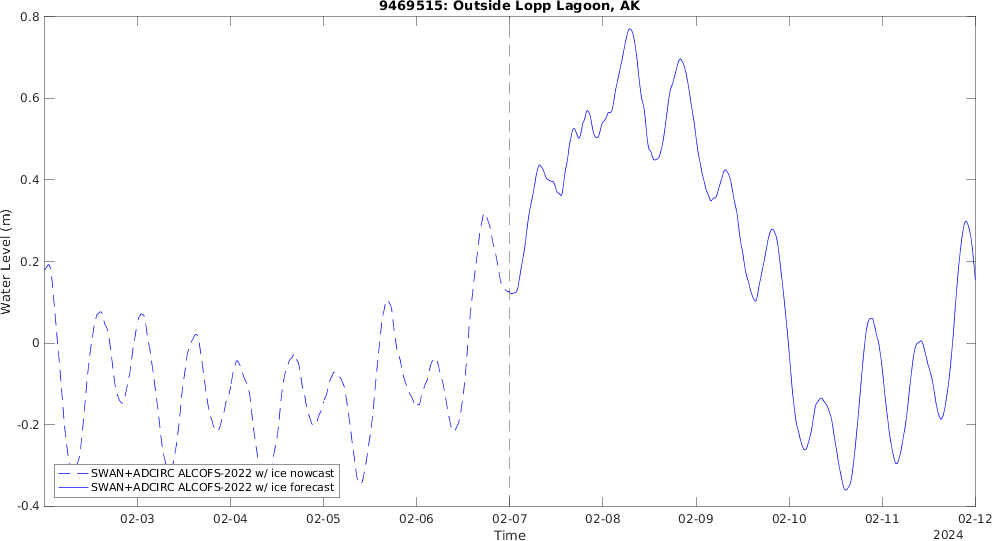 9469515: Outside Lopp Lagoon, AK
0.8
0.6
0.4
0.2
0
-0.2
-0.4
Water Level (m)
SWAN+ADCIRC ALCOFS-2022 w/ ice nowcast
SWAN+ADCIRC ALCOFS-2022 w/ ice forecast
02-03 02-04 02-05 02-06 02-07 02-08 02-09 02-10 02-11 02-12
Time
2024